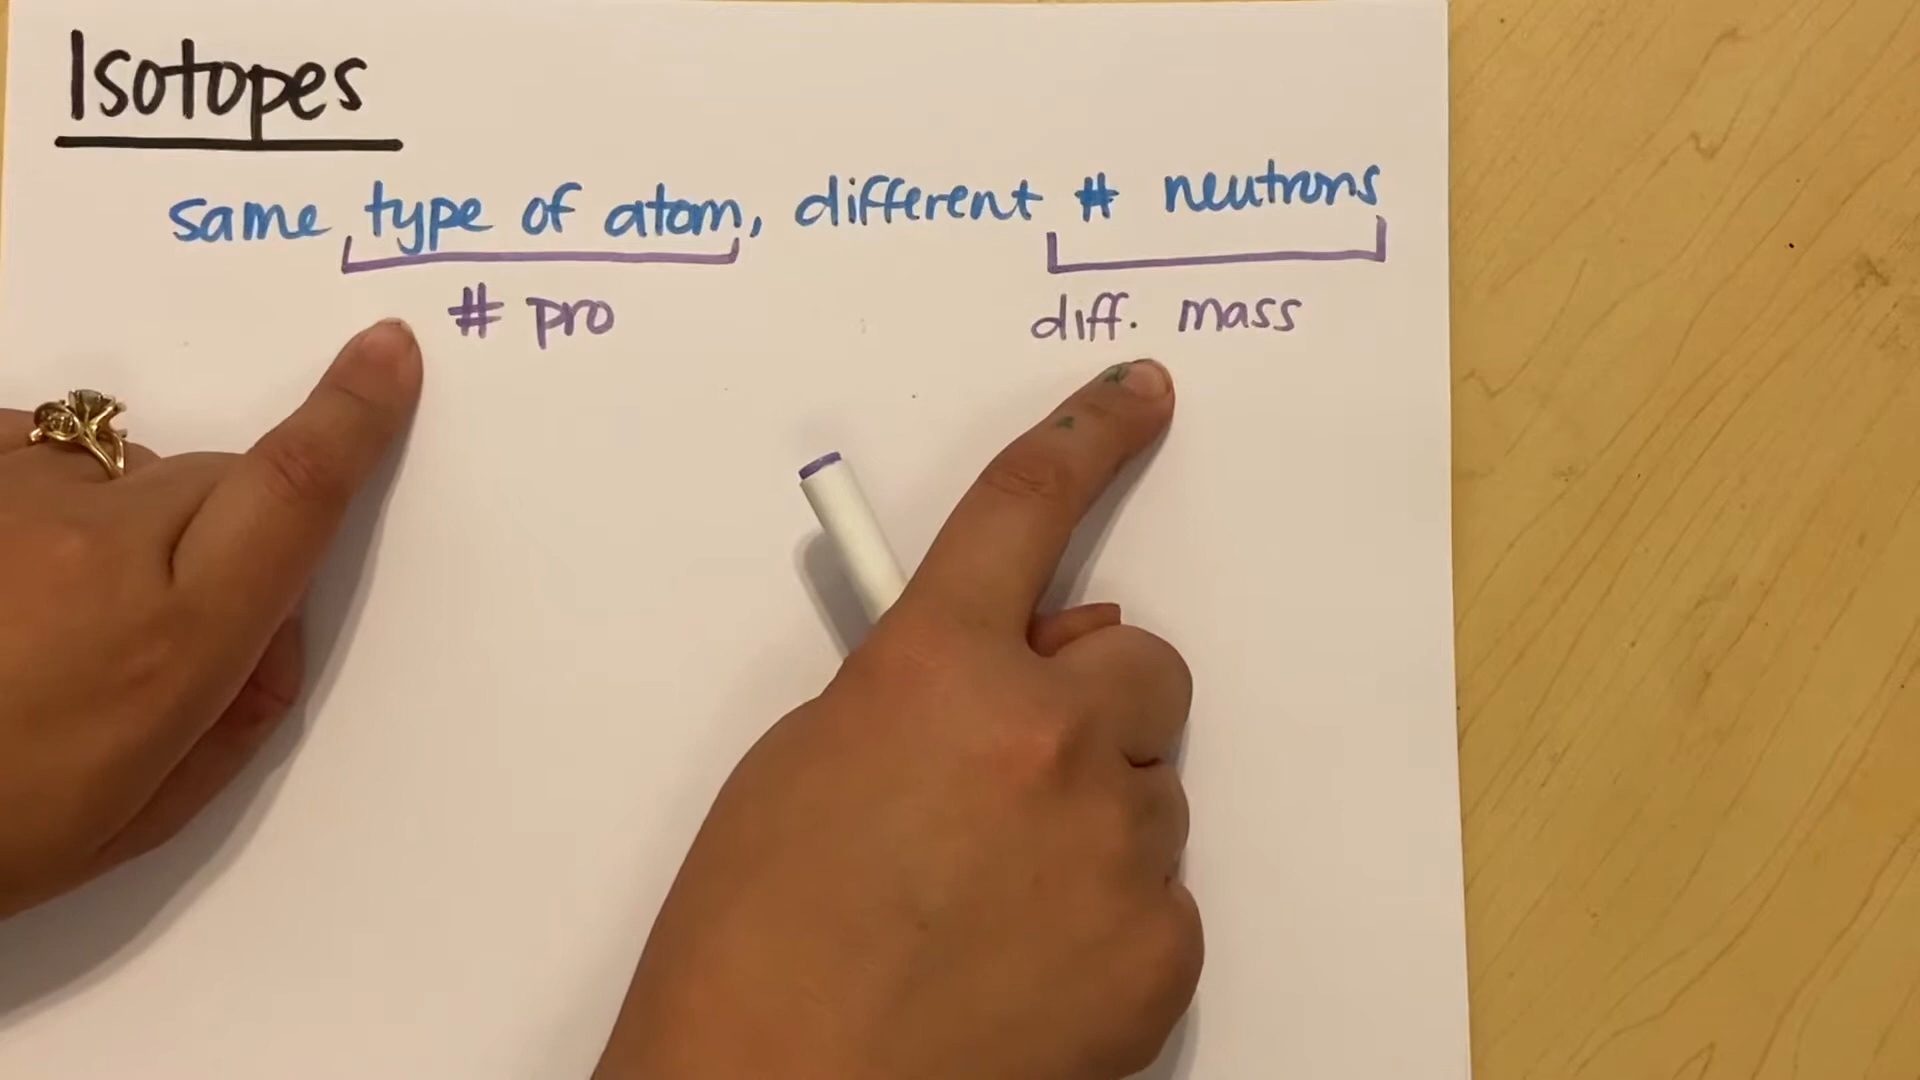 Isotopes
same type of atom, different # neutrons
# pro diff. mass